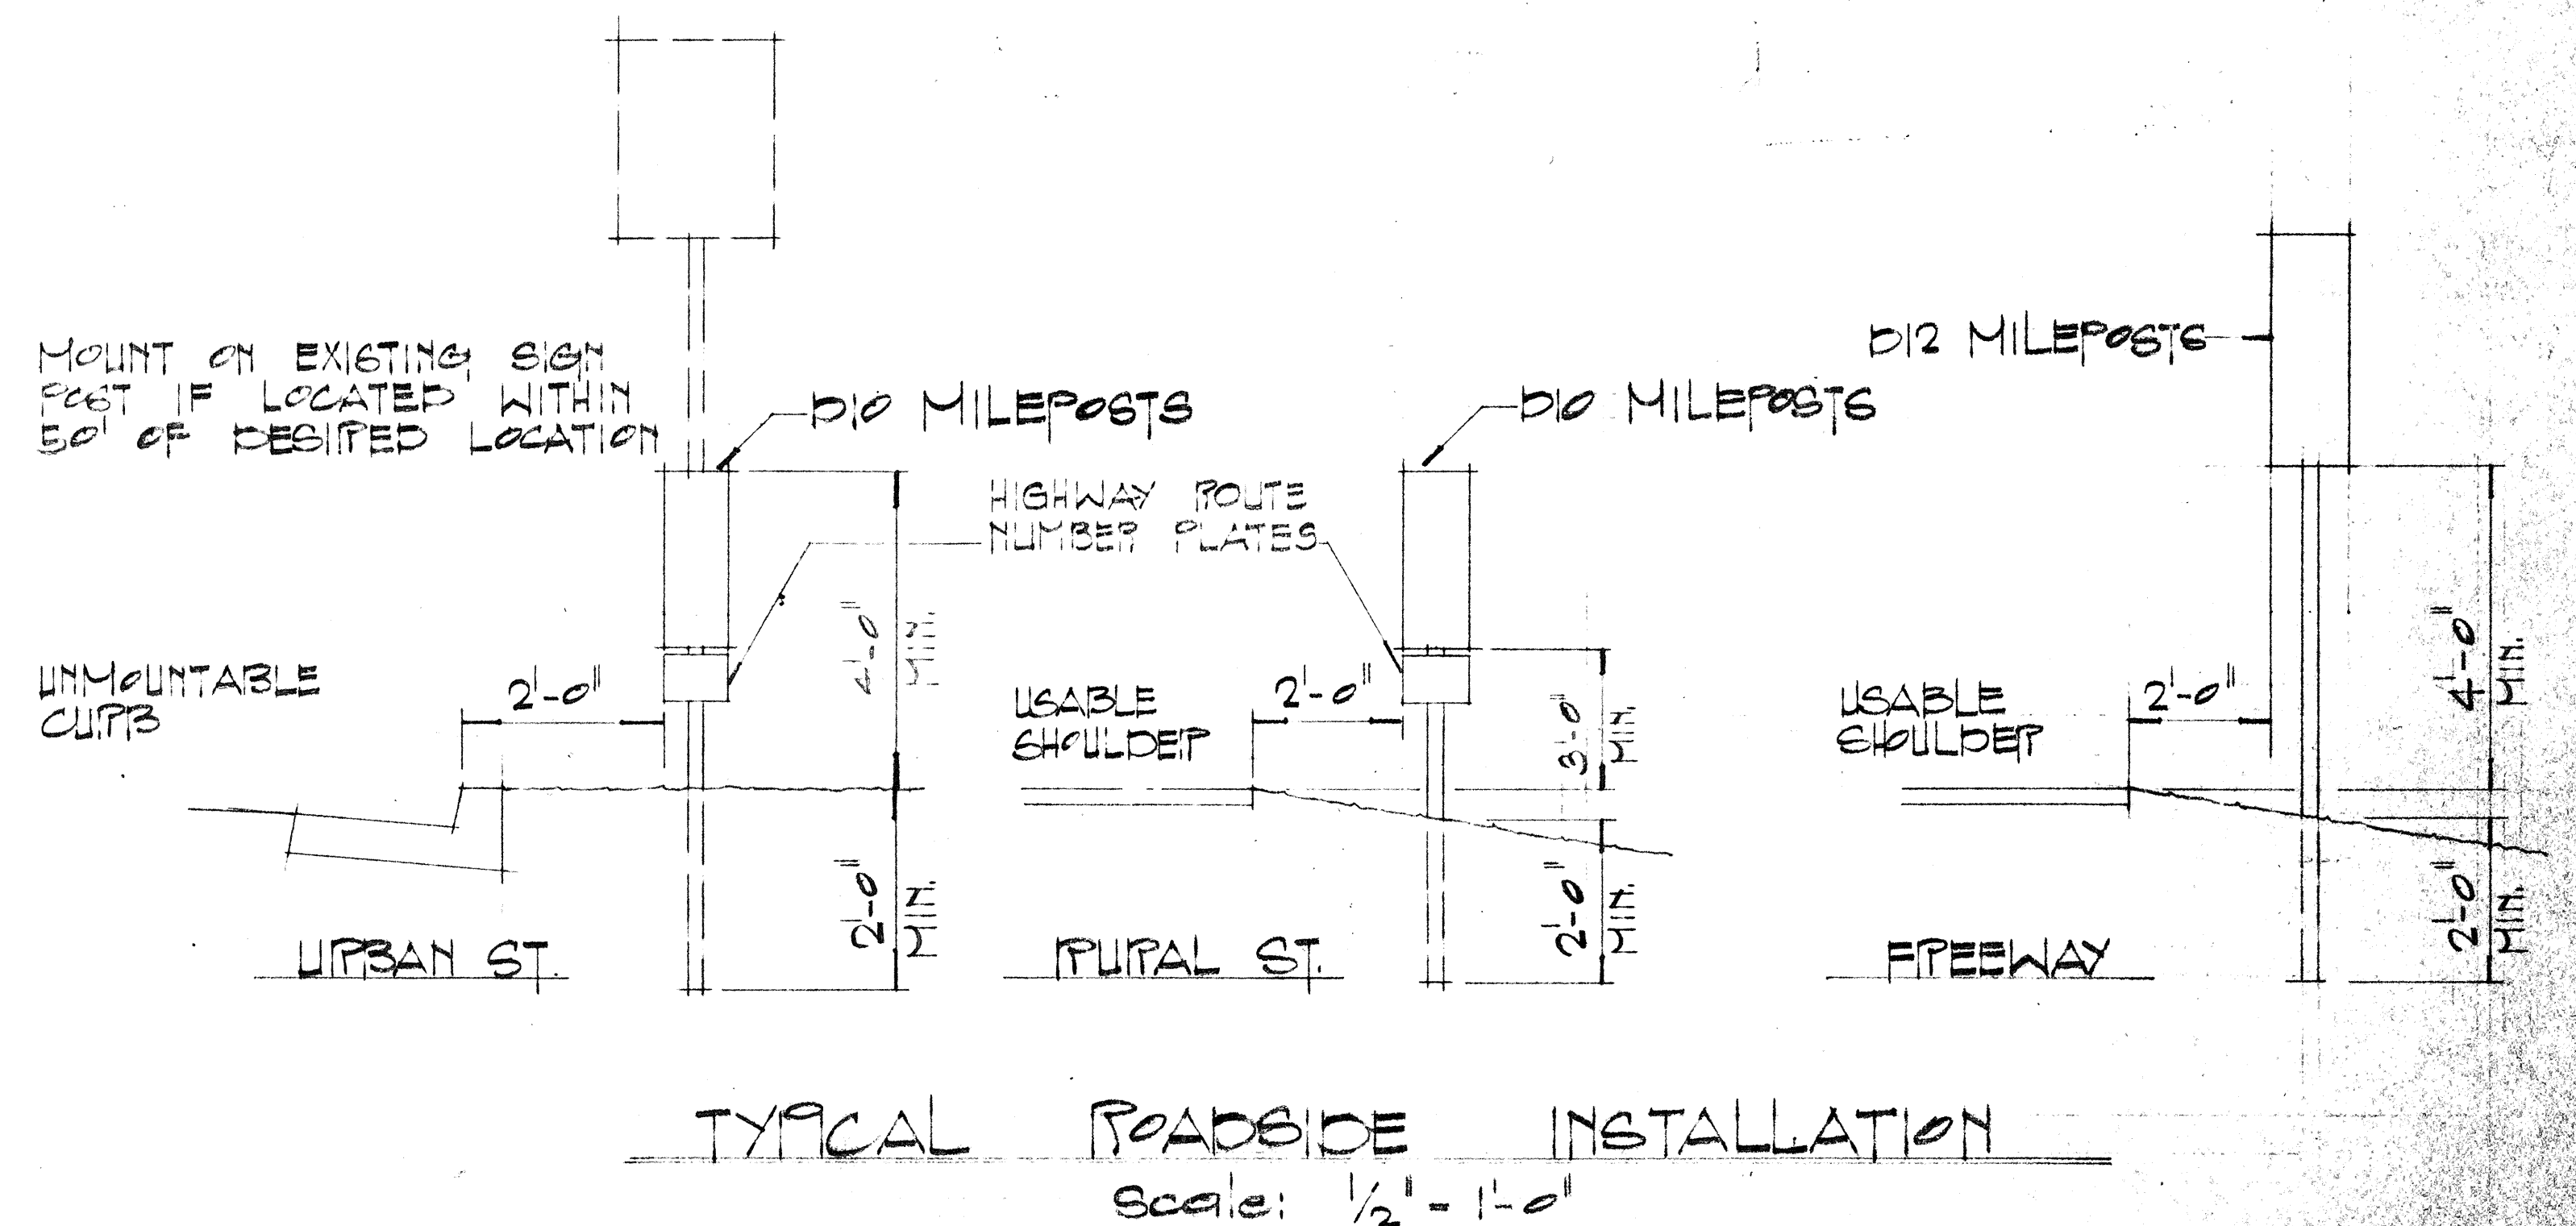 MOUNT ON EXISTING SIGN
POST IF LOCATED WITHIN
50' OF DESIRED LOCATION
D10 MILEPOSTS
HIGHWAY ROUTE
NUMBER PLATES
UNMOUNTABLE
CURB
2'-0"
4'-0"
MIN.
2'-0"
MIN.
URBAN ST.
D10 MILEPOSTS
USABLE
SHOULDER
2'-0"
3'-0"
MIN.
2'-0"
MIN.
RURAL ST.
D12 MILEPOSTS
USABLE
SHOULDER
2'-0"
4'-0"
MIN.
2'-0"
MIN.
FREEWAY
TYPICAL ROADSIDE INSTALLATION
Scale: 1/2" = 1'-0"